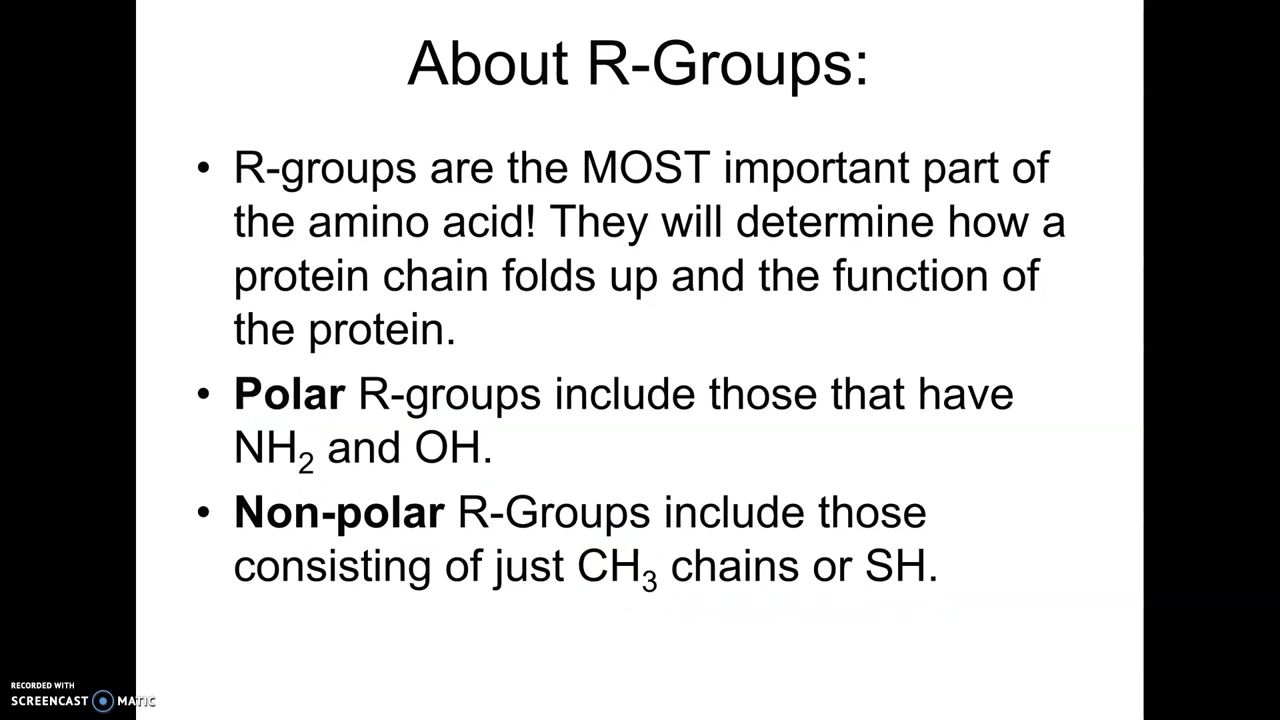 About R-Groups:
• R-groups are the MOST important part of
the amino acid! They will determine how a
protein chain folds up and the function of
the protein.
• Polar R-groups include those that have
NH₂ and OH.
• Non-polar R-Groups include those
consisting of just CH₃ chains or SH.
RECORDED WITH
SCREENCAST MATIC